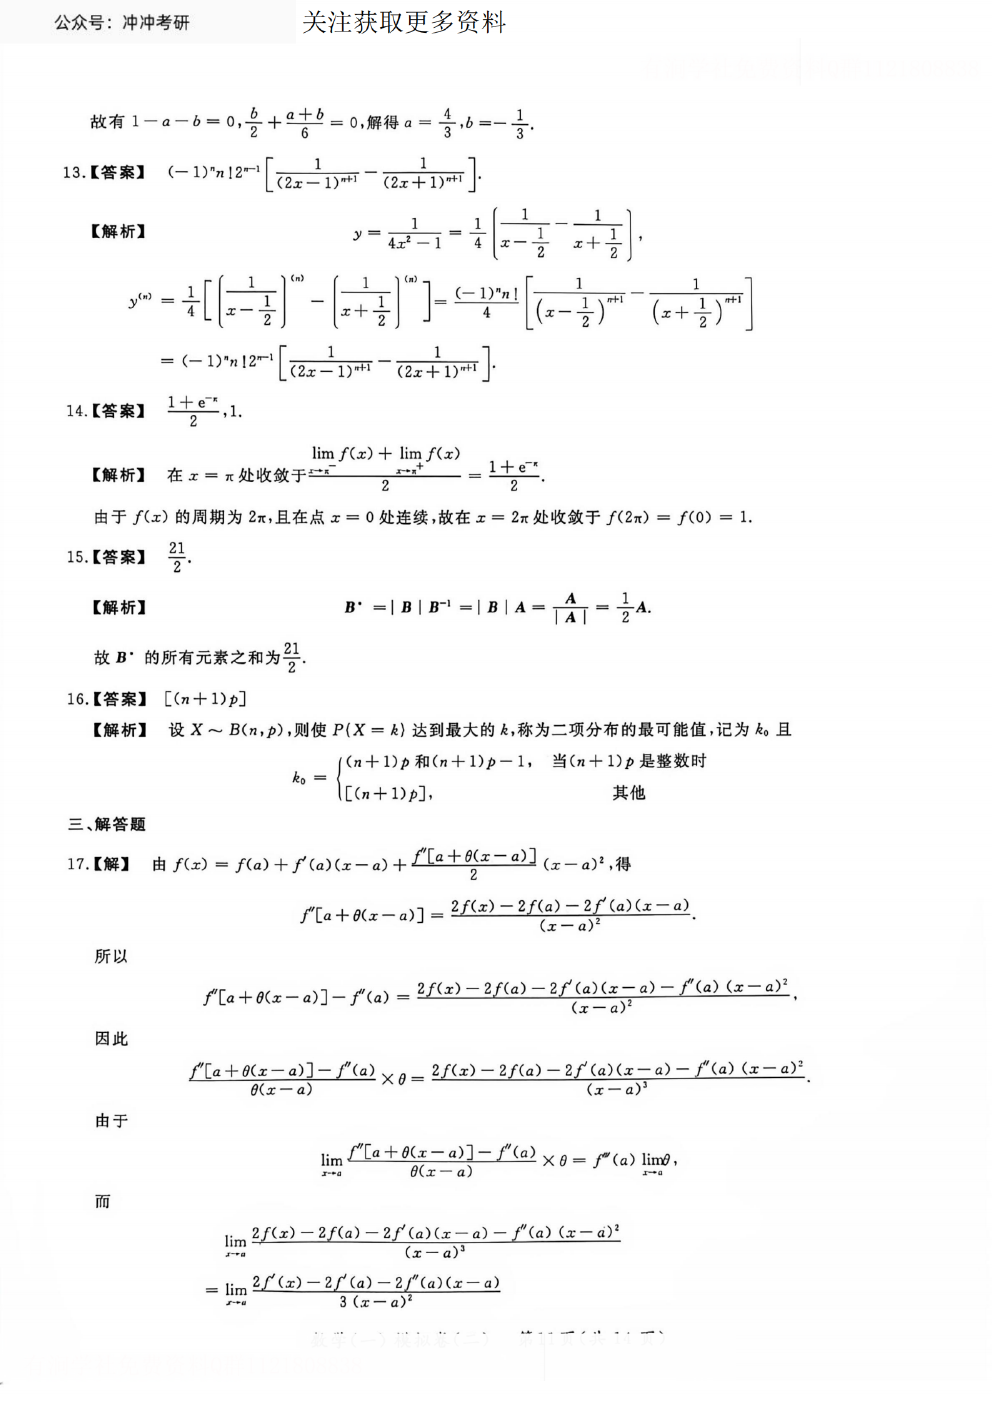 公众号：冲冲考研
关注获取更多资料
故有 1－a－b＝0, b/2 + (a+b)/6 ＝0,解得 a＝4/3, b＝－1/3.
13.【答案】 (－1)ⁿn!2ⁿ⁻¹[1/(2x－1)ⁿ⁺¹ － 1/(2x＋1)ⁿ⁺¹].
【解析】 y＝1/(4x²－1)＝1/4(1/(x－1/2) － 1/(x＋1/2)),
y⁽ⁿ⁾＝1/4[(1/(x－1/2))⁽ⁿ⁾ － (1/(x＋1/2))⁽ⁿ⁾]＝(－1)ⁿn!/4[1/(x－1/2)ⁿ⁺¹ － 1/(x＋1/2)ⁿ⁺¹]
＝(－1)ⁿn!2ⁿ⁻¹[1/(2x－1)ⁿ⁺¹ － 1/(2x＋1)ⁿ⁺¹].
14.【答案】 (1＋e^(－π))/2,1.
【解析】 在 x＝π 处收敛于 (lim_{x→π⁻} f(x)＋lim_{x→π⁺} f(x))/2＝(1＋e^(－π))/2.
由于 f(x) 的周期为 2π,且在点 x＝0 处连续,故在 x＝2π 处收敛于 f(2π)＝f(0)＝1.
15.【答案】 21/2.
【解析】 B*＝|B|B⁻¹＝|B|A＝A/|A|＝1/2 A.
故 B* 的所有元素之和为 21/2.
16.【答案】 [(n＋1)p]
【解析】 设 X～B(n,p),则使 P{X＝k} 达到最大的 k,称为二项分布的最可能值,记为 k₀ 且
k₀＝{(n＋1)p 和(n＋1)p－1, 当(n＋1)p 是整数时
[(n＋1)p], 其他
三、解答题
17.【解】 由 f(x)＝f(a)＋f′(a)(x－a)＋f″[a＋θ(x－a)]/2 (x－a)²,得
f″[a＋θ(x－a)]＝(2f(x)－2f(a)－2f′(a)(x－a))/(x－a)².
所以
f″[a＋θ(x－a)]－f″(a)＝(2f(x)－2f(a)－2f′(a)(x－a)－f″(a)(x－a)²)/(x－a)²,
因此
(f″[a＋θ(x－a)]－f″(a))/(θ(x－a))×θ＝(2f(x)－2f(a)－2f′(a)(x－a)－f″(a)(x－a)²)/(x－a)³.
由于
lim_{x→a} (f″[a＋θ(x－a)]－f″(a))/(θ(x－a))×θ＝f‴(a) lim_{x→a}θ,
而
lim_{x→a} (2f(x)－2f(a)－2f′(a)(x－a)－f″(a)(x－a)²)/(x－a)³
＝lim_{x→a} (2f′(x)－2f′(a)－2f″(a)(x－a))/(3(x－a)²)